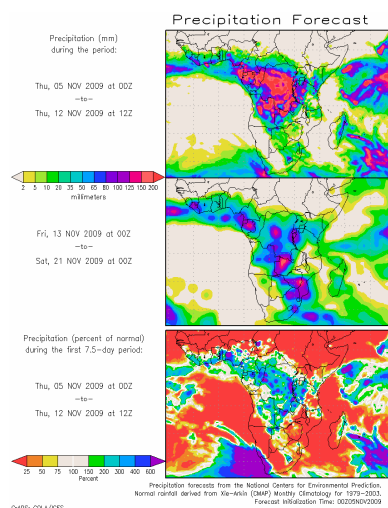 Precipitation Forecast
Precipitation (mm)
during the period:
Thu, 05 NOV 2009 at 00Z
—to—
Thu, 12 NOV 2009 at 12Z
2 5 10 20 35 50 65 80 100 125 150 200
millimeters
Fri, 13 NOV 2009 at 00Z
—to—
Sat, 21 NOV 2009 at 00Z
Precipitation (percent of normal)
during the first 7.5-day period:
Thu, 05 NOV 2009 at 00Z
—to—
Thu, 12 NOV 2009 at 12Z
25 50 75 100 150 200 300 400 600
Percent
Precipitation forecasts from the National Centers for Environmental Prediction.
Normal rainfall derived from Xie-Arkin (CMAP) Monthly Climatology for 1979-2003.
Forecast Initialization Time: 00Z05NOV2009
GrADS: COLA/IGES